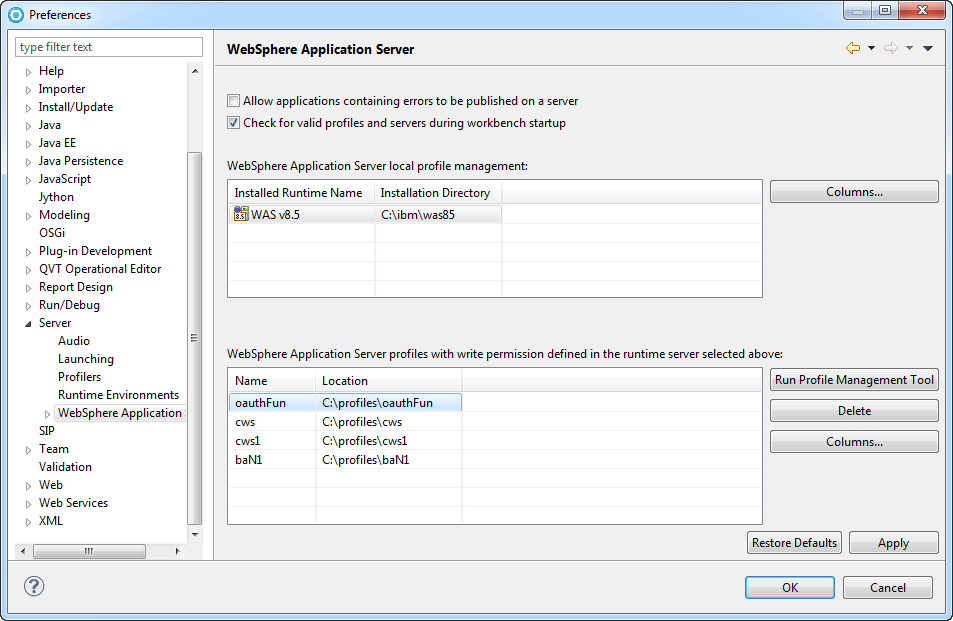 Preferences
type filter text
Help
Importer
Install/Update
Java
Java EE
Java Persistence
JavaScript
Jython
Modeling
OSGi
Plug-in Development
QVT Operational Editor
Report Design
Run/Debug
Server
Audio
Launching
Profilers
Runtime Environments
WebSphere Application
SIP
Team
Validation
Web
Web Services
XML
WebSphere Application Server
Allow applications containing errors to be published on a server
Check for valid profiles and servers during workbench startup
WebSphere Application Server local profile management:
Installed Runtime Name Installation Directory
8.5 WAS v8.5 C:\ibm\was85
Columns...
WebSphere Application Server profiles with write permission defined in the runtime server selected above:
Name Location
oauthFun C:\profiles\oauthFun
cws C:\profiles\cws
cws1 C:\profiles\cws1
baN1 C:\profiles\baN1
Run Profile Management Tool
Delete
Columns...
Restore Defaults Apply
? OK Cancel